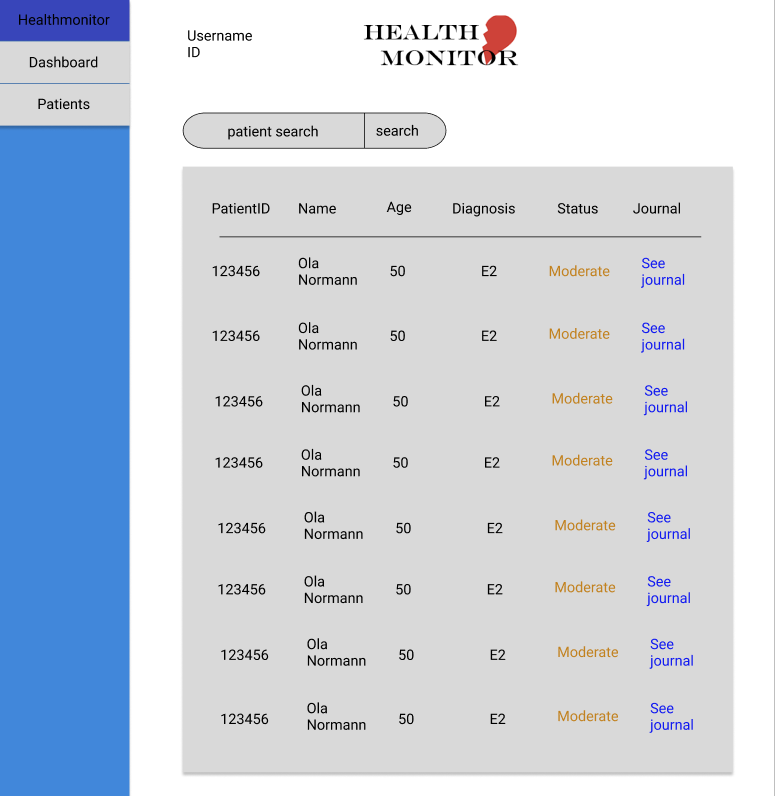 Healthmonitor
Dashboard
Patients
Username
ID
HEALTH
MONITOR
patient search search
PatientID Name Age Diagnosis Status Journal
123456 Ola Normann 50 E2 Moderate See journal
123456 Ola Normann 50 E2 Moderate See journal
123456 Ola Normann 50 E2 Moderate See journal
123456 Ola Normann 50 E2 Moderate See journal
123456 Ola Normann 50 E2 Moderate See journal
123456 Ola Normann 50 E2 Moderate See journal
123456 Ola Normann 50 E2 Moderate See journal
123456 Ola Normann 50 E2 Moderate See journal